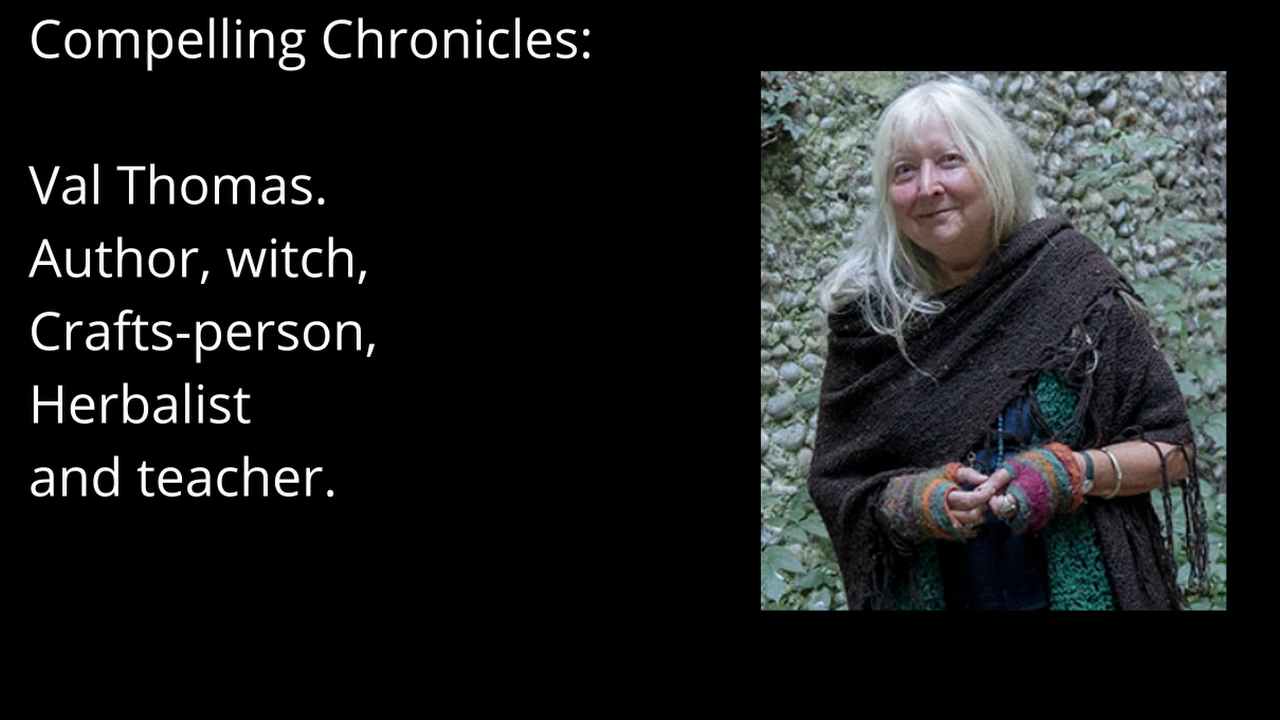 Compelling Chronicles:
Val Thomas.
Author, witch,
Crafts-person,
Herbalist
and teacher.